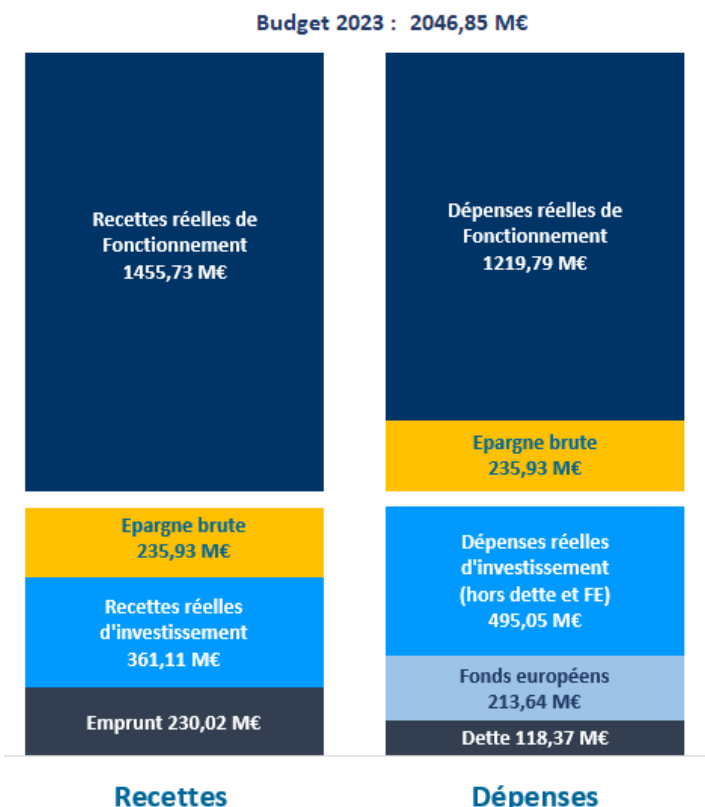 Budget 2023 : 2046,85 M€
Recettes réelles de
Fonctionnement
1455,73 M€
Epargne brute
235,93 M€
Recettes réelles
d'investissement
361,11 M€
Emprunt 230,02 M€
Recettes
Dépenses réelles de
Fonctionnement
1219,79 M€
Epargne brute
235,93 M€
Dépenses réelles
d'investissement
(hors dette et FE)
495,05 M€
Fonds européens
213,64 M€
Dette 118,37 M€
Dépenses